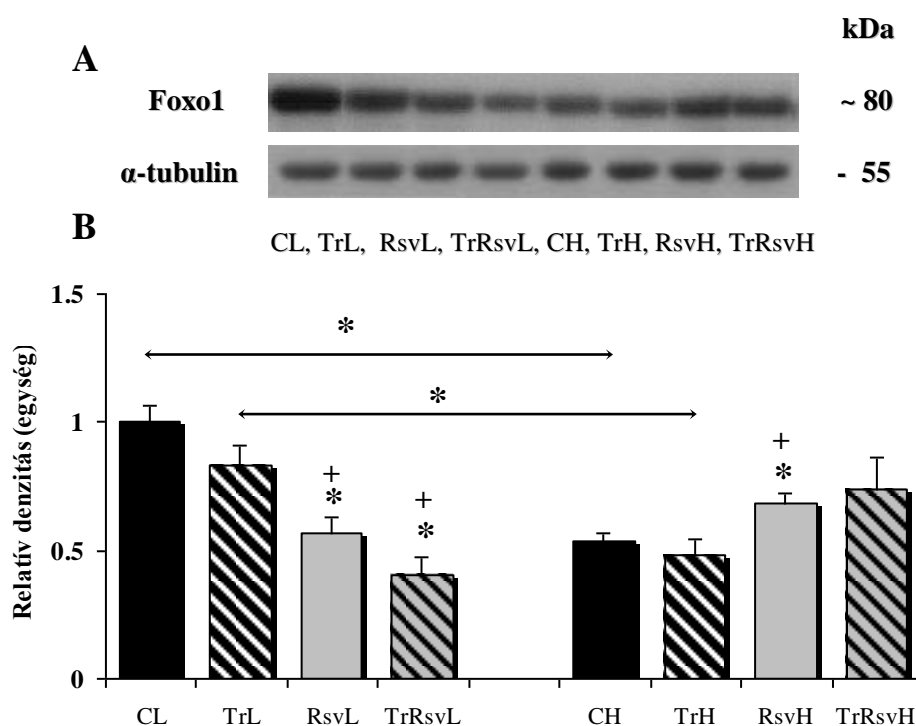 kDa
A
Foxo1 ~ 80
α-tubulin - 55
B
CL, TrL, RsvL, TrRsvL, CH, TrH, RsvH, TrRsvH
Relatív denzitás (egység)
1.5
*
1
*
+ + +
* * *
0.5
0
CL TrL RsvL TrRsvL CH TrH RsvH TrRsvH